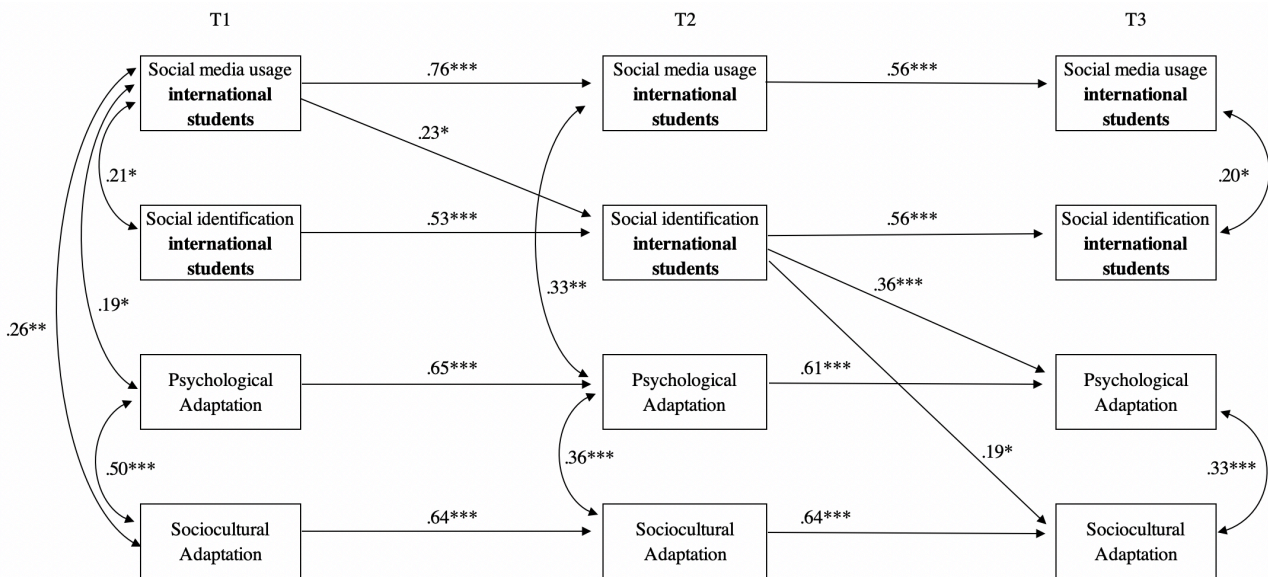 T1 T2 T3
Social media usage
international
students
.76***
Social media usage
international
students
.56***
Social media usage
international
students
.23*
.21*
.20*
Social identification
international
students
.53***
Social identification
international
students
.56***
Social identification
international
students
.33**
.36***
.19*
.26**
Psychological
Adaptation
.65***
Psychological
Adaptation
.61***
Psychological
Adaptation
.50***
.36***
.19*
.33***
Sociocultural
Adaptation
.64***
Sociocultural
Adaptation
.64***
Sociocultural
Adaptation